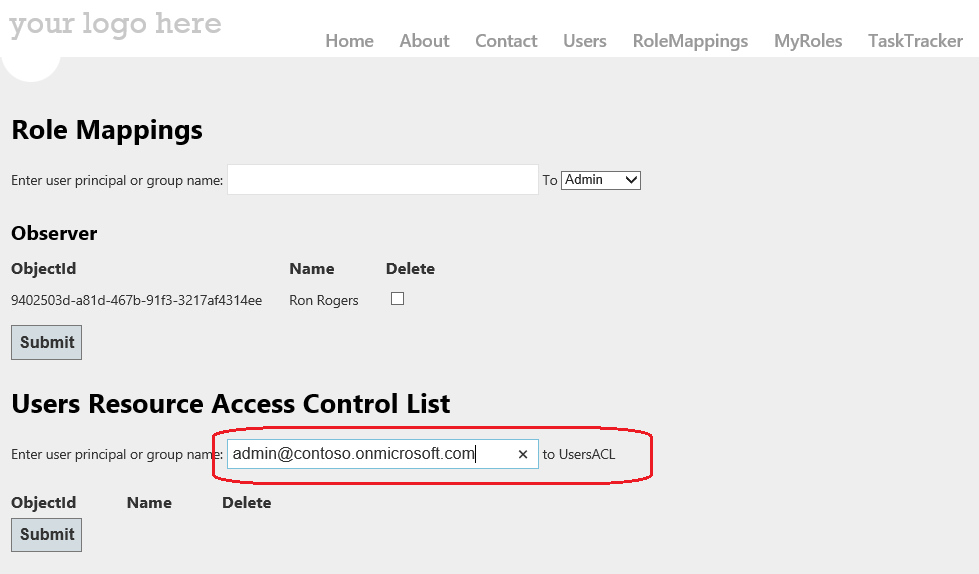 your logo here
Home About Contact Users RoleMappings MyRoles TaskTracker
Role Mappings
Enter user principal or group name: To Admin
Observer
ObjectId Name Delete
9402503d-a81d-467b-91f3-3217af4314ee Ron Rogers
Submit
Users Resource Access Control List
Enter user principal or group name: admin@contoso.onmicrosoft.com × to UsersACL
ObjectId Name Delete
Submit